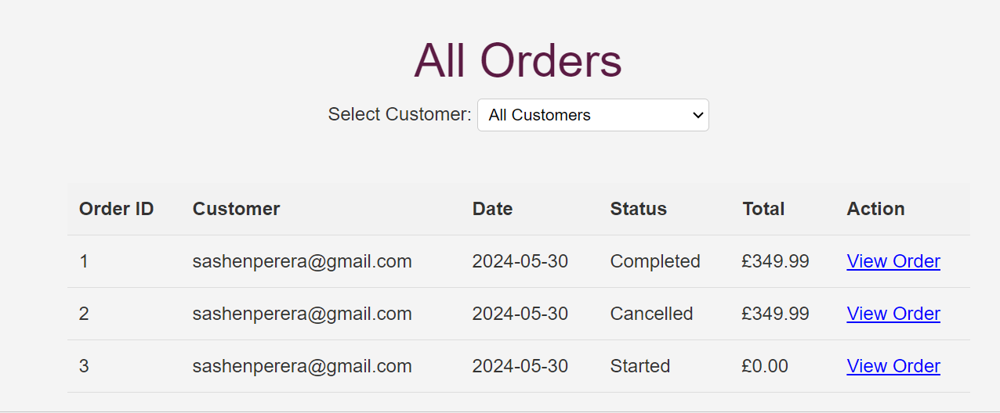 All Orders
Select Customer: All Customers
Order ID Customer Date Status Total Action
1 sashenperera@gmail.com 2024-05-30 Completed £349.99 View Order
2 sashenperera@gmail.com 2024-05-30 Cancelled £349.99 View Order
3 sashenperera@gmail.com 2024-05-30 Started £0.00 View Order